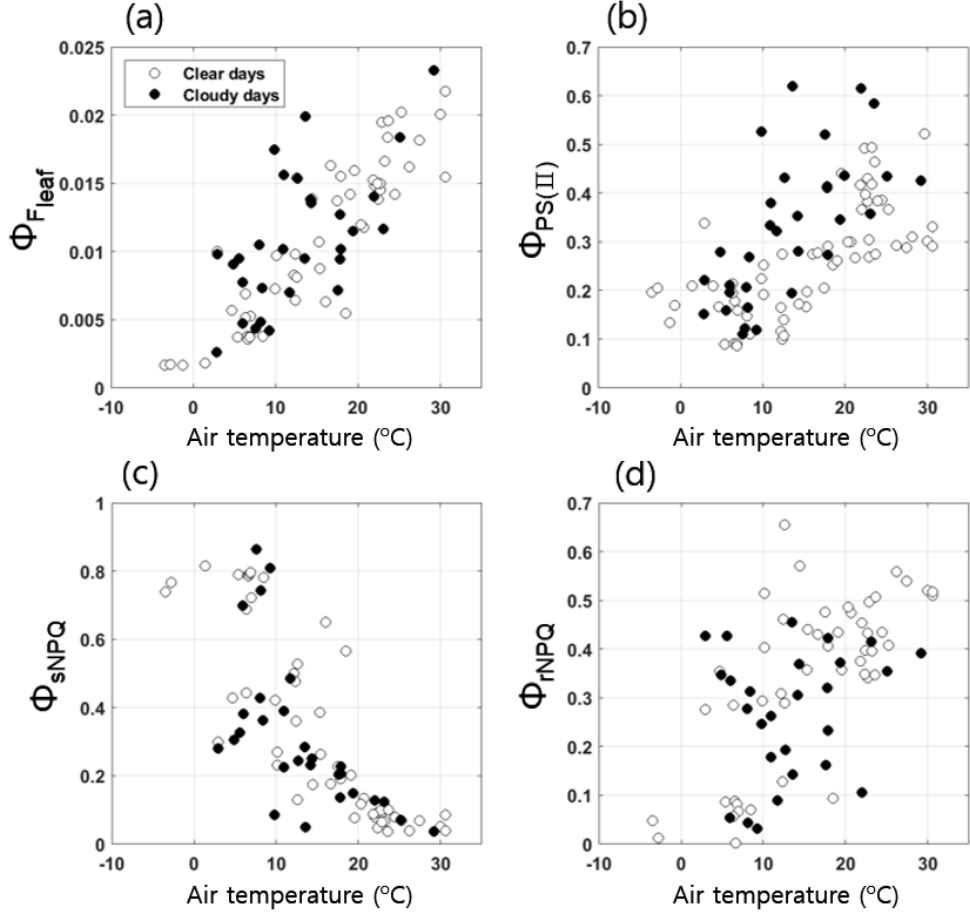 (a)
(b)
0.025
0.02
0.015
0.01
0.005
0
Φ_Fleaf
Clear days
Cloudy days
-10 0 10 20 30
Air temperature (°C)
0.7
0.6
0.5
0.4
0.3
0.2
0.1
0
Φ_PS(II)
-10 0 10 20 30
Air temperature (°C)
(c)
(d)
1
0.8
0.6
0.4
0.2
0
Φ_sNPQ
-10 0 10 20 30
Air temperature (°C)
0.7
0.6
0.5
0.4
0.3
0.2
0.1
0
Φ_rNPQ
-10 0 10 20 30
Air temperature (°C)